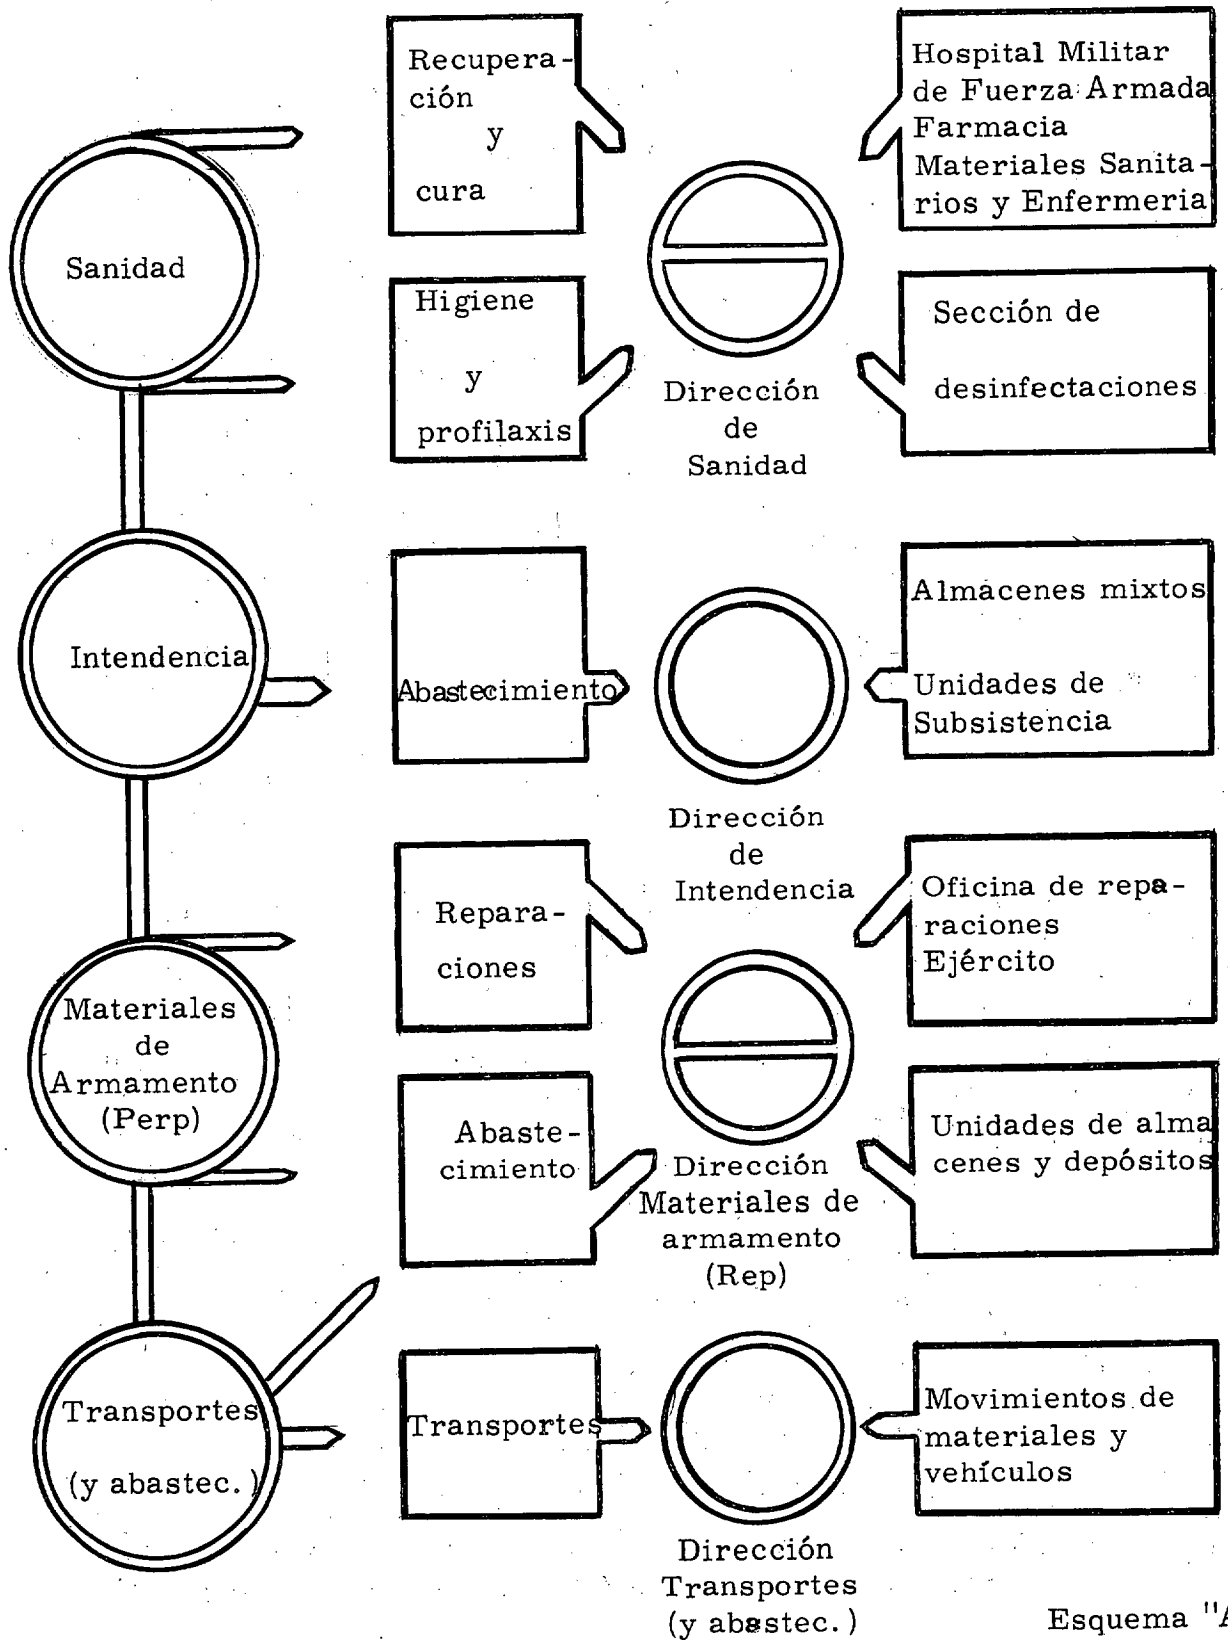 Recupera-
ción
y
cura
Hospital Militar
de Fuerza Armada
Farmacia
Materiales Sanita-
rios y Enfermeria
Sanidad
Higiene
y
profilaxis
Dirección
de
Sanidad
Sección de
desinfectaciones
Intendencia
Abastecimiento
Dirección
de
Intendencia
Almacenes mixtos
Unidades de
Subsistencia
Materiales
de
Armamento
(Perp)
Repara-
ciones
Oficina de repa-
raciones
Ejército
Abaste-
cimiento
Dirección
Materiales de
armamento
(Rep)
Unidades de alma
cenes y depósitos
Transportes
(y abastec.)
Transportes
Dirección
Transportes
(y abastec.)
Movimientos de
materiales y
vehículos
Esquema "A